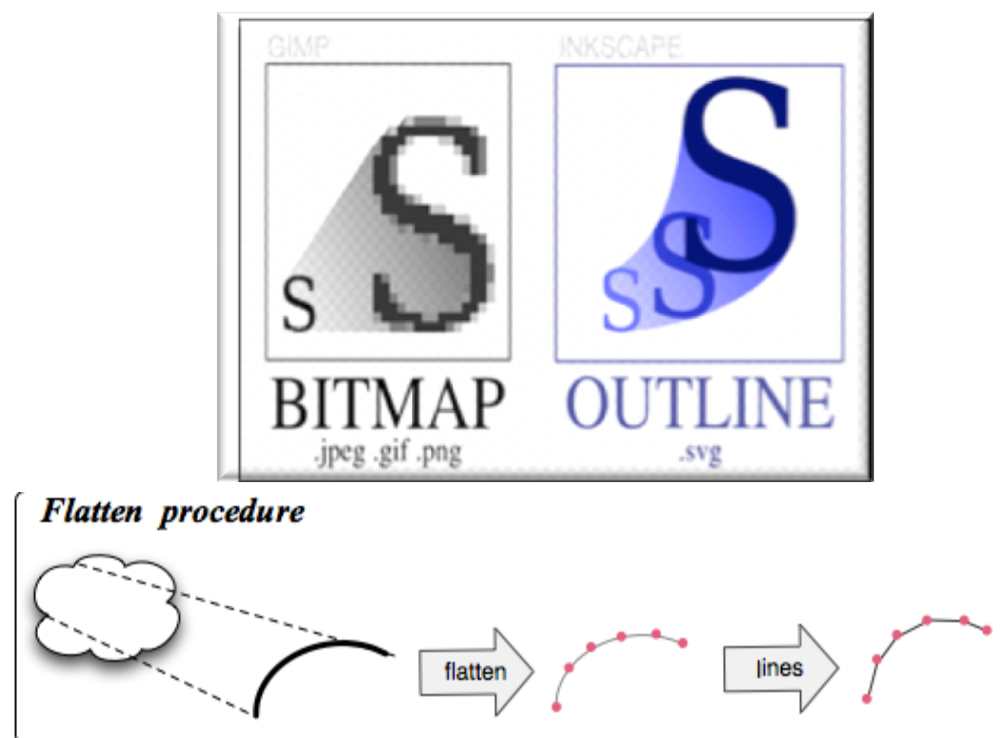 GIMP
INKSCAPE
S
S
S
S
S
BITMAP
.jpeg .gif .png
OUTLINE
.svg
Flatten procedure
flatten
lines